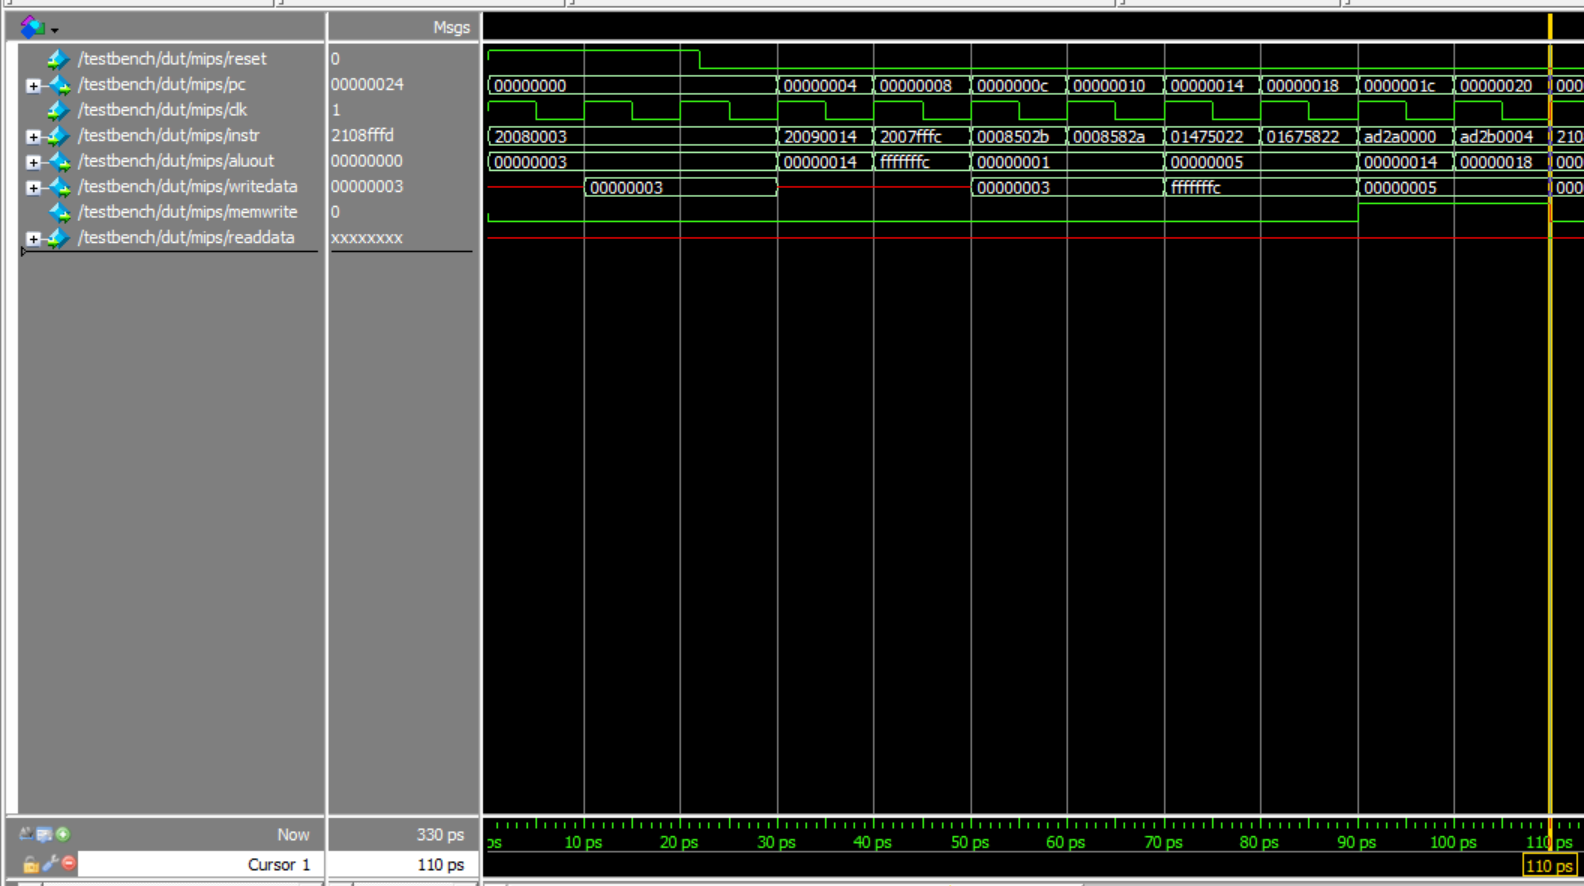 Msgs
/testbench/dut/mips/reset 0
/testbench/dut/mips/pc 00000024 00000000 00000004 00000008 0000000c 00000010 00000014 00000018 0000001c 00000020 000
/testbench/dut/mips/clk 1
/testbench/dut/mips/instr 2108fffd 20080003 20090014 2007fffc 0008502b 0008582a 01475022 01675822 ad2a0000 ad2b0004 210
/testbench/dut/mips/aluout 00000000 00000003 00000014 fffffffc 00000001 00000005 00000014 00000018 000
/testbench/dut/mips/writedata 00000003 00000003 00000003 fffffffc 00000005 000
/testbench/dut/mips/memwrite 0
/testbench/dut/mips/readdata xxxxxxxx
Now 330 ps ps 10 ps 20 ps 30 ps 40 ps 50 ps 60 ps 70 ps 80 ps 90 ps 100 ps 110 ps
Cursor 1 110 ps 110 ps